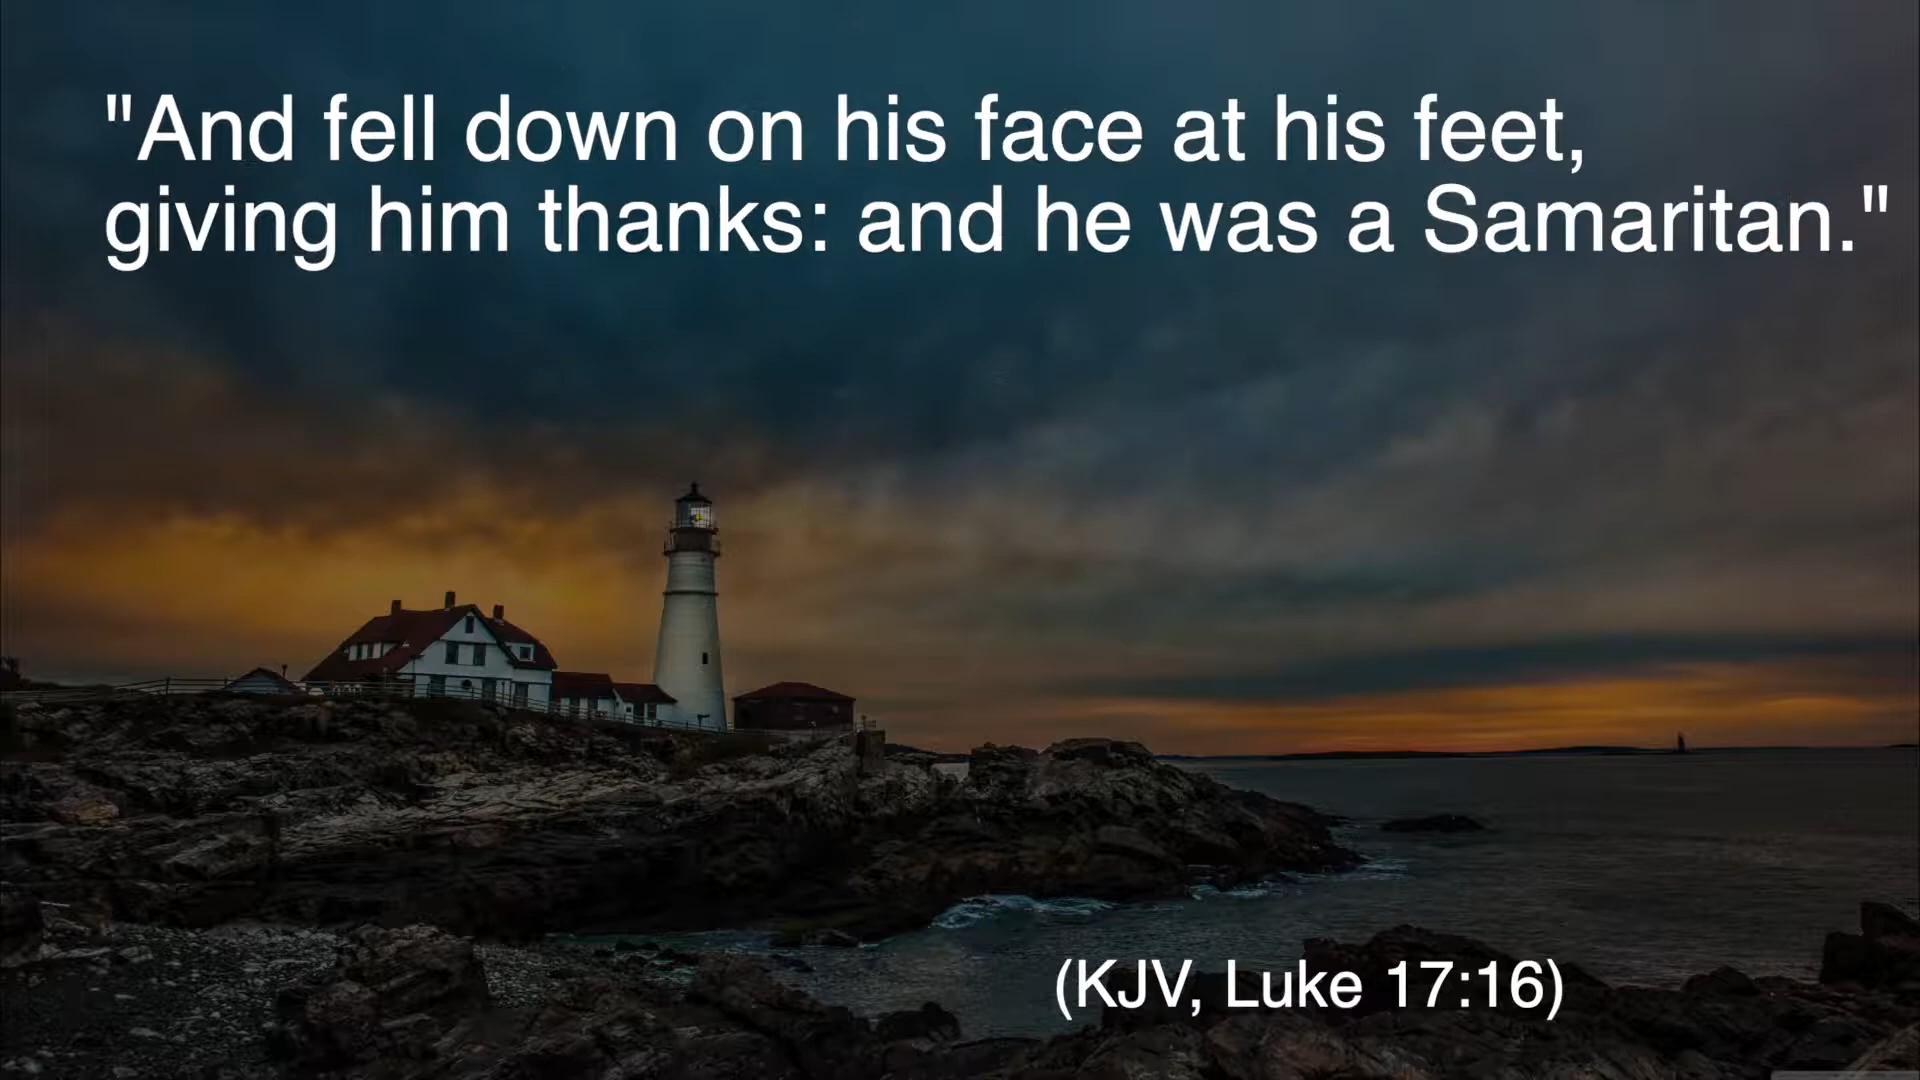 "And fell down on his face at his feet,
giving him thanks: and he was a Samaritan."
(KJV, Luke 17:16)